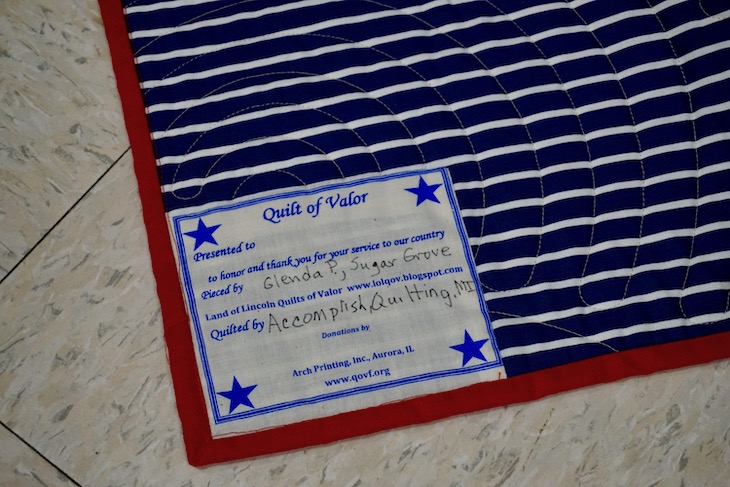 Quilt of Valor
Presented to
to honor and thank you for your service to our country
Pieced by Glenda P., Sugar Grove
Land of Lincoln Quilts of Valor www.lolqov.blogspot.com
Quilted by Accomplish Quilting, MI
Donations by
Arch Printing, Inc., Aurora, IL
www.qovf.org